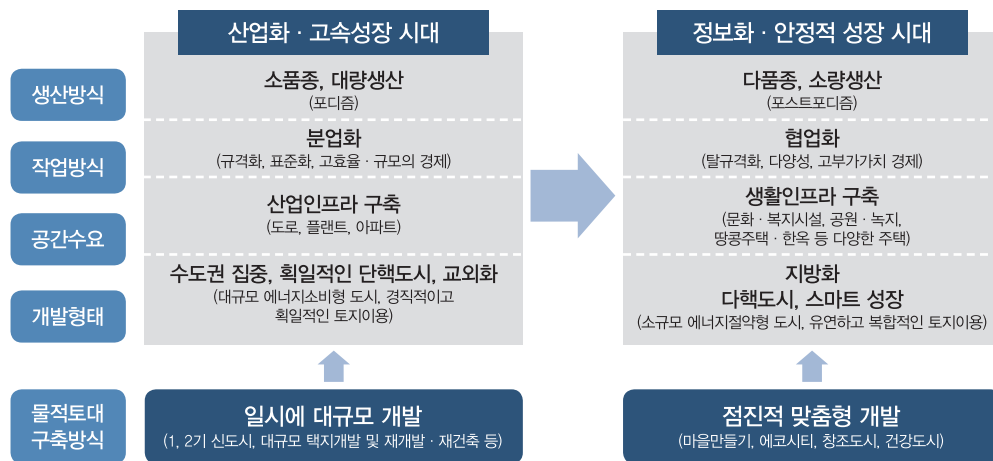 산업화 · 고속성장 시대
정보화 · 안정적 성장 시대
생산방식
소품종, 대량생산
(포디즘)
다품종, 소량생산
(포스트포디즘)
작업방식
분업화
(규격화, 표준화, 고효율 · 규모의 경제)
협업화
(탈규격화, 다양성, 고부가가치 경제)
공간수요
산업인프라 구축
(도로, 플랜트, 아파트)
생활인프라 구축
(문화 · 복지시설, 공원 · 녹지,
땅콩주택 · 한옥 등 다양한 주택)
개발형태
수도권 집중, 획일적인 단핵도시, 교외화
(대규모 에너지소비형 도시, 경직적이고
획일적인 토지이용)
지방화
다핵도시, 스마트 성장
(소규모 에너지절약형 도시, 유연하고 복합적인 토지이용)
물적토대
구축방식
일시에 대규모 개발
(1, 2기 신도시, 대규모 택지개발 및 재개발 · 재건축 등)
점진적 맞춤형 개발
(마을만들기, 에코시티, 창조도시, 건강도시)